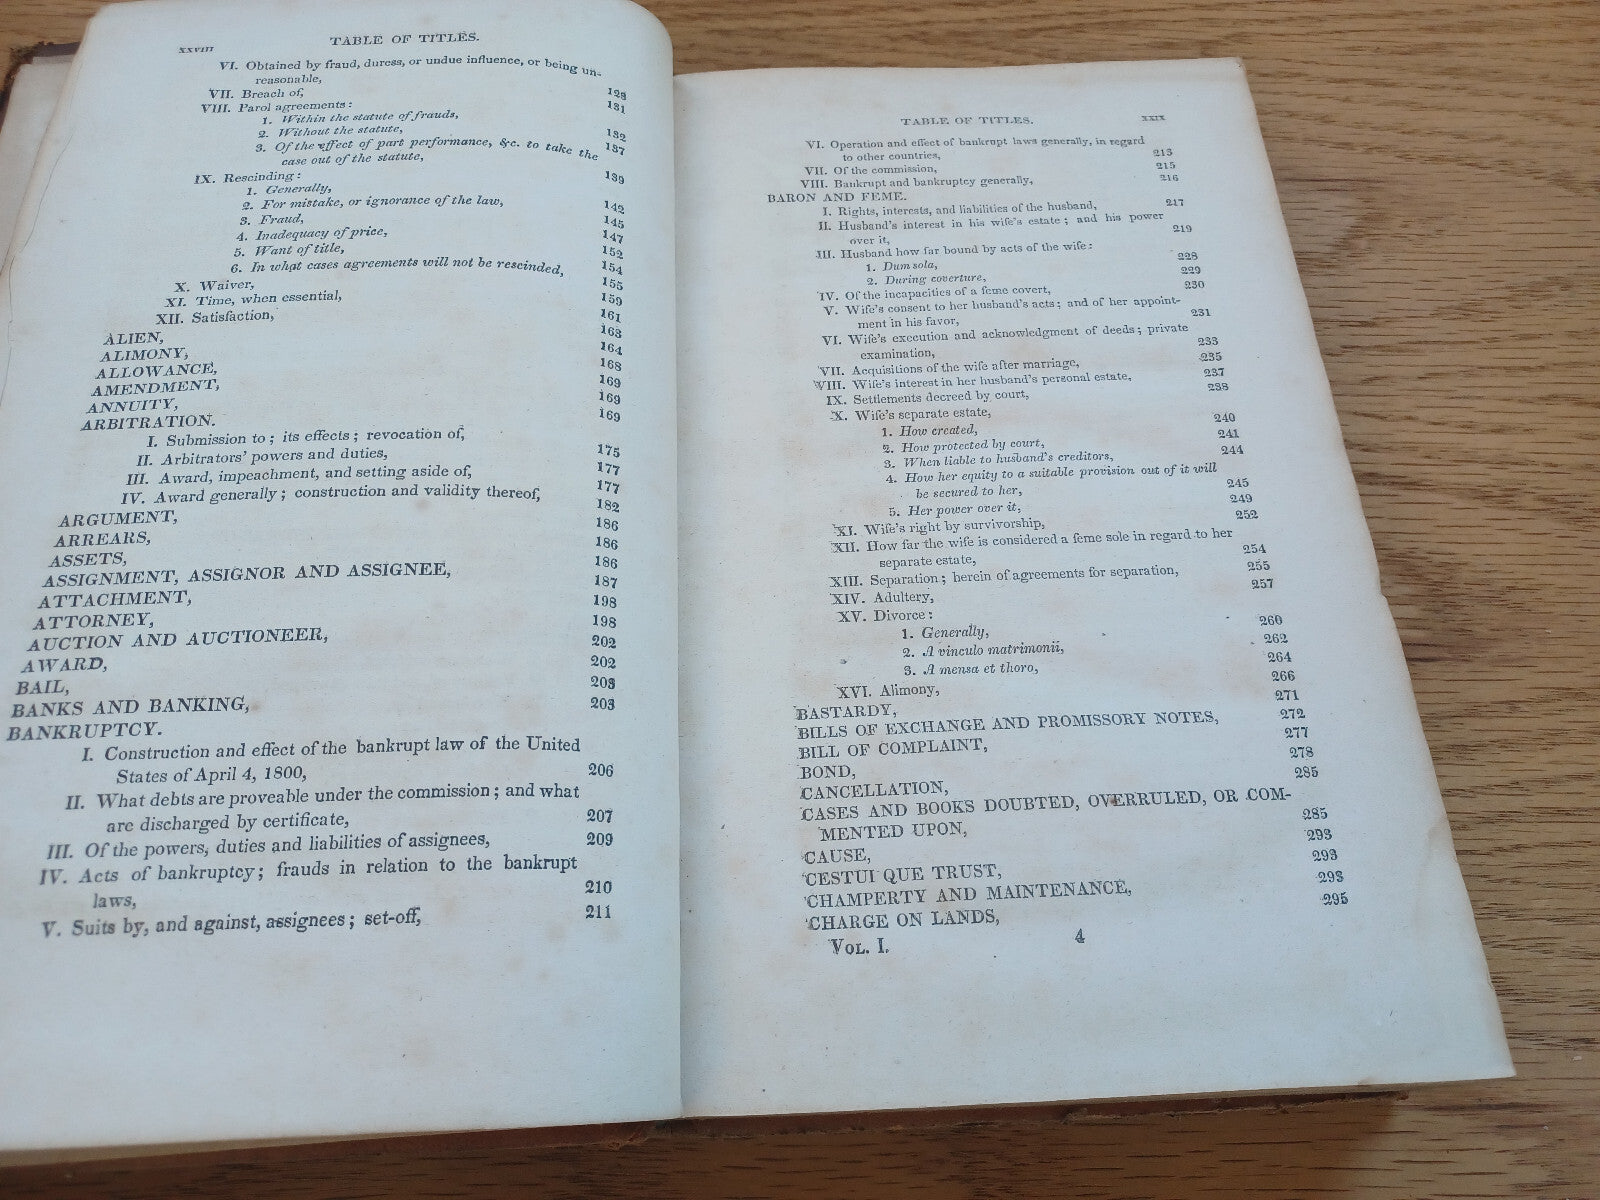 XXVIII TABLE OF TITLES.
VI. Obtained by fraud, duress, or undue influence, or being un-
reasonable, 128
VII. Breach of, 131
VIII. Parol agreements:
1. Within the statute of frauds, 132
2. Without the statute, 137
3. Of the effect of part performance, &c. to take the
case out of the statute, 139
IX. Rescinding:
1. Generally, 142
2. For mistake, or ignorance of the law, 145
3. Fraud, 147
4. Inadequacy of price, 152
5. Want of title, 154
6. In what cases agreements will not be rescinded, 155
X. Waiver, 159
XI. Time, when essential, 161
XII. Satisfaction, 163
ALIEN, 164
ALIMONY, 168
ALLOWANCE, 169
AMENDMENT, 169
ANNUITY, 169
ARBITRATION.
I. Submission to; its effects; revocation of, 175
II. Arbitrators' powers and duties, 177
III. Award, impeachment, and setting aside of, 177
IV. Award generally; construction and validity thereof, 182
ARGUMENT, 186
ARREARS, 186
ASSETS, 186
ASSIGNMENT, ASSIGNOR AND ASSIGNEE, 187
ATTACHMENT, 198
ATTORNEY, 198
AUCTION AND AUCTIONEER, 202
AWARD, 202
BAIL, 203
BANKS AND BANKING, 203
BANKRUPTCY.
I. Construction and effect of the bankrupt law of the United
States of April 4, 1800, 206
II. What debts are proveable under the commission; and what
are discharged by certificate, 207
III. Of the powers, duties and liabilities of assignees, 209
IV. Acts of bankruptcy; frauds in relation to the bankrupt
laws, 210
V. Suits by, and against, assignees; set-off, 211
TABLE OF TITLES. XXIX
VI. Operation and effect of bankrupt laws generally, in regard
to other countries, 213
VII. Of the commission, 215
VIII. Bankrupt and bankruptcy generally, 216
BARON AND FEME.
I. Rights, interests, and liabilities of the husband, 217
II. Husband's interest in his wife's estate; and his power
over it, 219
III. Husband how far bound by acts of the wife:
1. Dum sola, 228
2. During coverture, 229
IV. Of the incapacities of a feme covert, 230
V. Wife's consent to her husband's acts; and of her appoint-
ment in his favor, 231
VI. Wife's execution and acknowledgment of deeds; private
examination, 233
VII. Acquisitions of the wife after marriage, 235
VIII. Wife's interest in her husband's personal estate, 237
IX. Settlements decreed by court, 238
X. Wife's separate estate,
1. How created, 240
2. How protected by court, 241
3. When liable to husband's creditors, 244
4. How her equity to a suitable provision out of it will
be secured to her, 245
5. Her power over it, 249
XI. Wife's right by survivorship, 252
XII. How far the wife is considered a feme sole in regard to her
separate estate, 254
XIII. Separation; herein of agreements for separation, 255
XIV. Adultery, 257
XV. Divorce:
1. Generally, 260
2. A vinculo matrimonii, 262
3. A mensa et thoro, 264
XVI. Alimony, 266
BASTARDY, 271
BILLS OF EXCHANGE AND PROMISSORY NOTES, 272
BILL OF COMPLAINT, 277
BOND, 278
CANCELLATION, 285
CASES AND BOOKS DOUBTED, OVERRULED, OR COM-
MENTED UPON, 285
CAUSE, 293
CESTUI QUE TRUST, 293
CHAMPERTY AND MAINTENANCE, 293
CHARGE ON LANDS, 295
VOL. I. 4